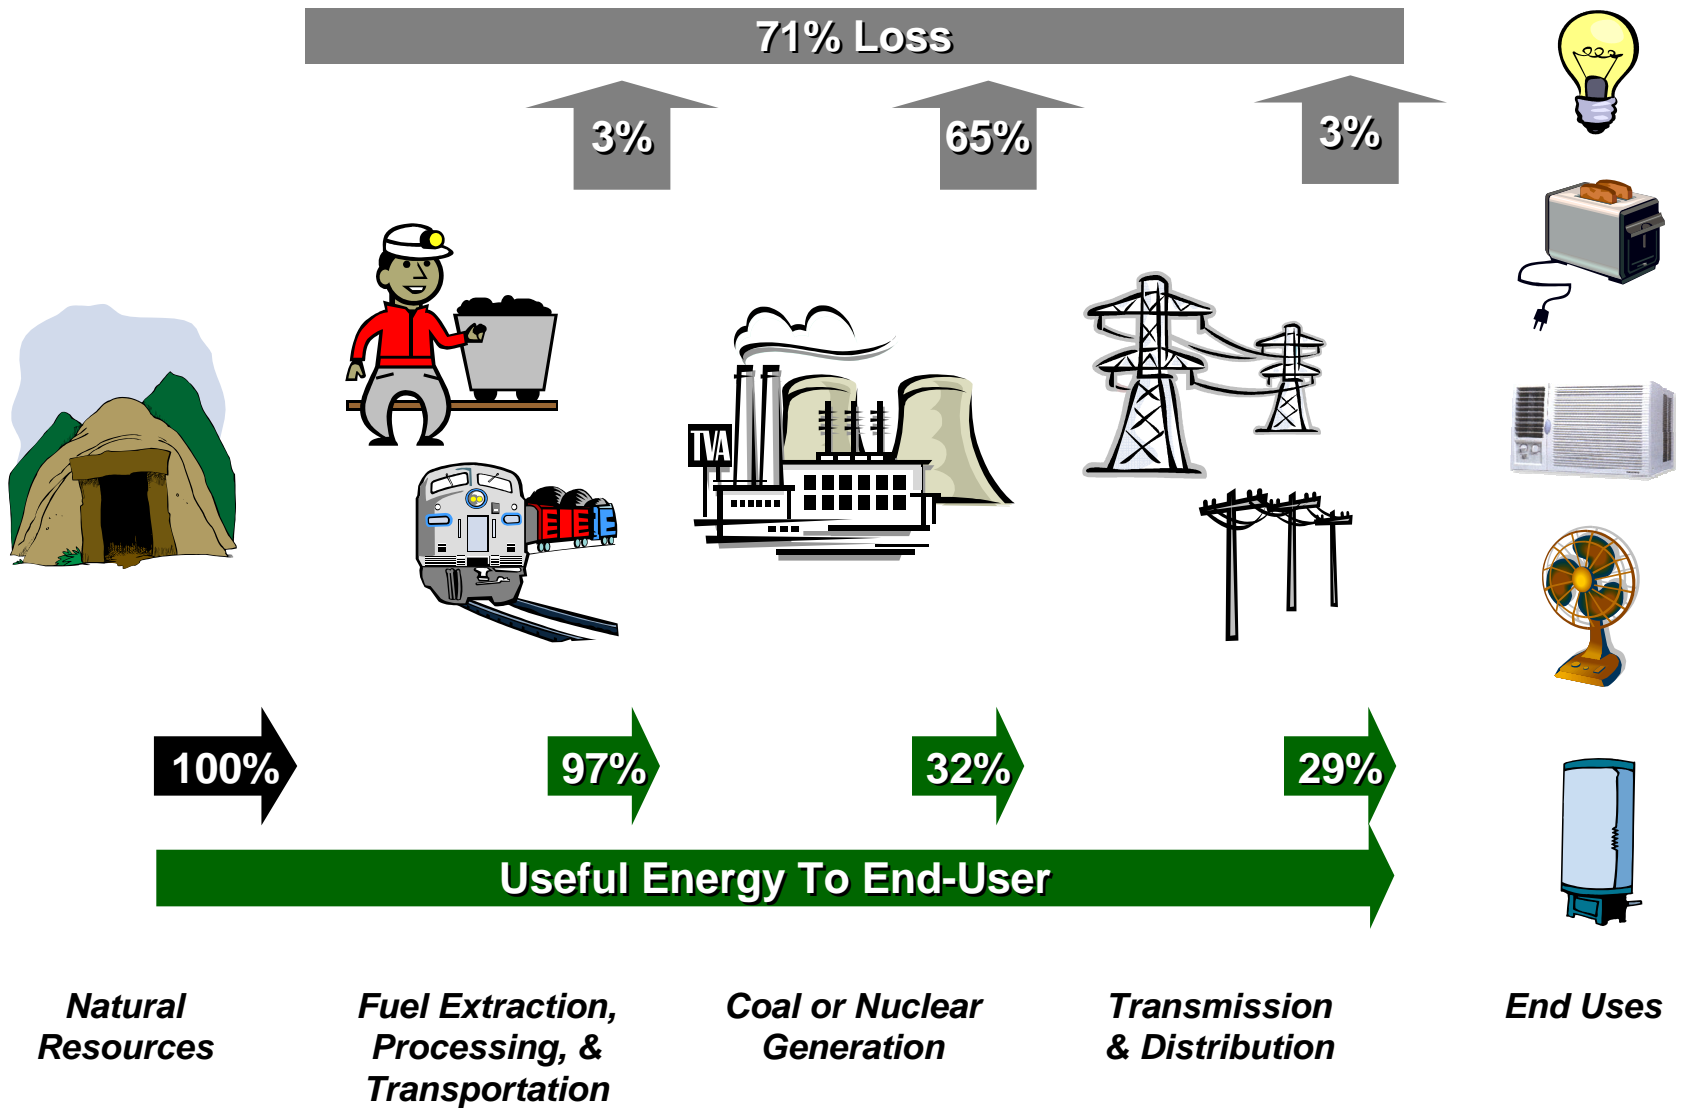 71% Loss
3%
65%
3%
TVA
100%
97%
32%
29%
Useful Energy To End-User
Natural
Resources
Fuel Extraction,
Processing, &
Transportation
Coal or Nuclear
Generation
Transmission
& Distribution
End Uses